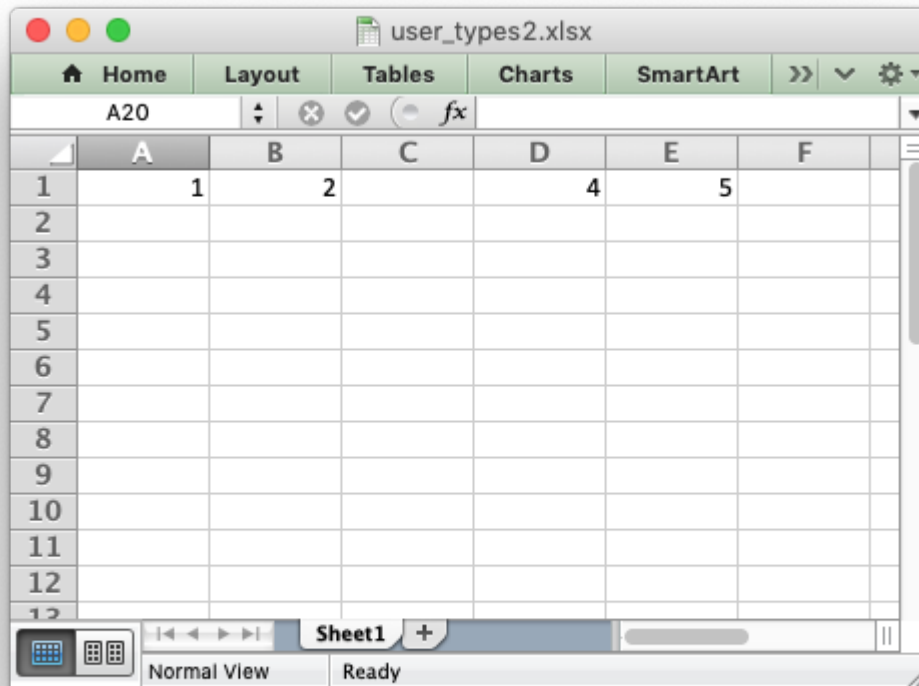 user_types2.xlsx
Home Layout Tables Charts SmartArt
A20 fx
A B C D E F
1 1 2 4 5
2
3
4
5
6
7
8
9
10
11
12
13
Sheet1 +
Normal View Ready